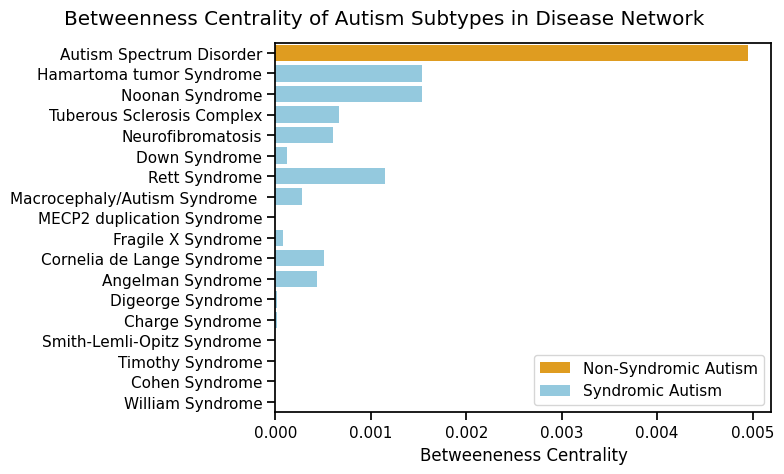 Betweenness Centrality of Autism Subtypes in Disease Network
Autism Spectrum Disorder
Hamartoma tumor Syndrome
Noonan Syndrome
Tuberous Sclerosis Complex
Neurofibromatosis
Down Syndrome
Rett Syndrome
Macrocephaly/Autism Syndrome
MECP2 duplication Syndrome
Fragile X Syndrome
Cornelia de Lange Syndrome
Angelman Syndrome
Digeorge Syndrome
Charge Syndrome
Smith-Lemli-Opitz Syndrome
Timothy Syndrome
Cohen Syndrome
William Syndrome
Non-Syndromic Autism
Syndromic Autism
0.000 0.001 0.002 0.003 0.004 0.005
Betweeneness Centrality